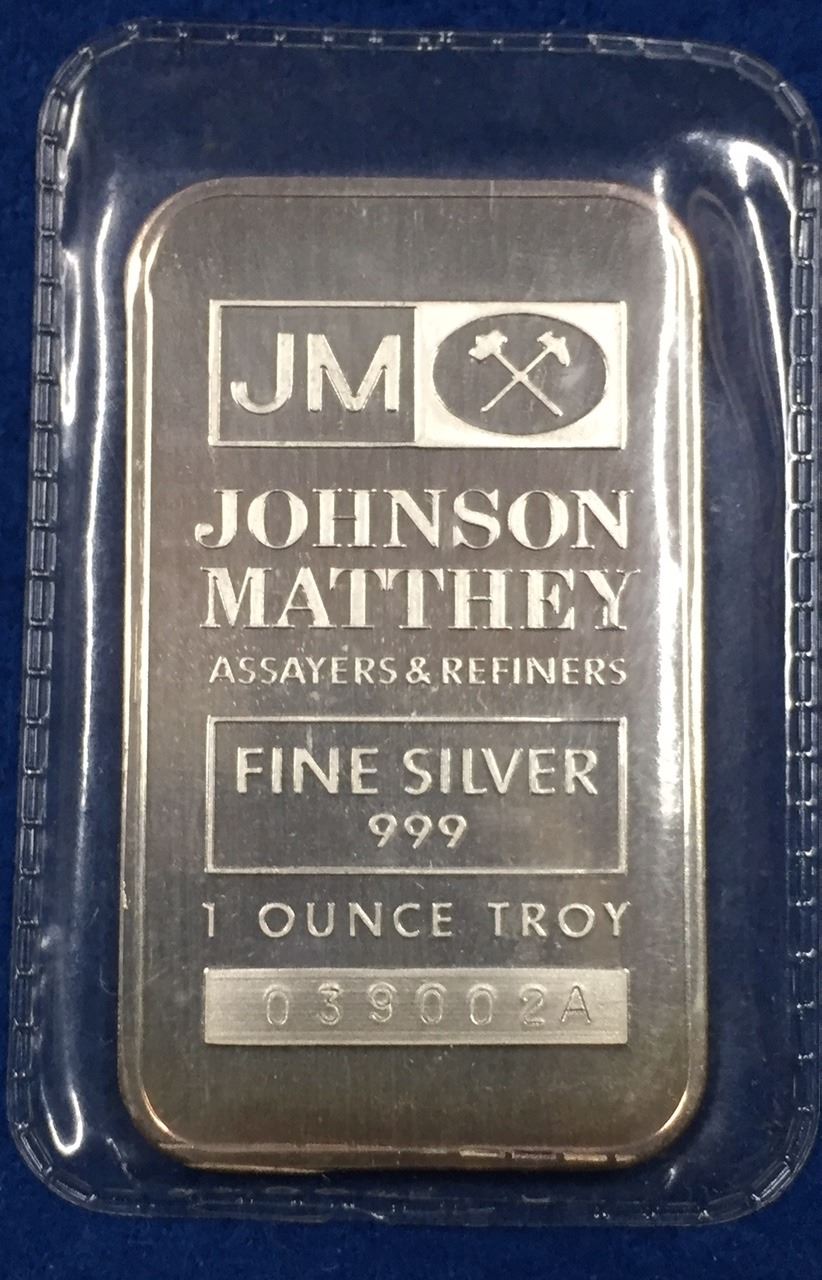 JM
JOHNSON
MATTHEY
ASSAYERS & REFINERS
FINE SILVER
999
1 OUNCE TROY
039002A